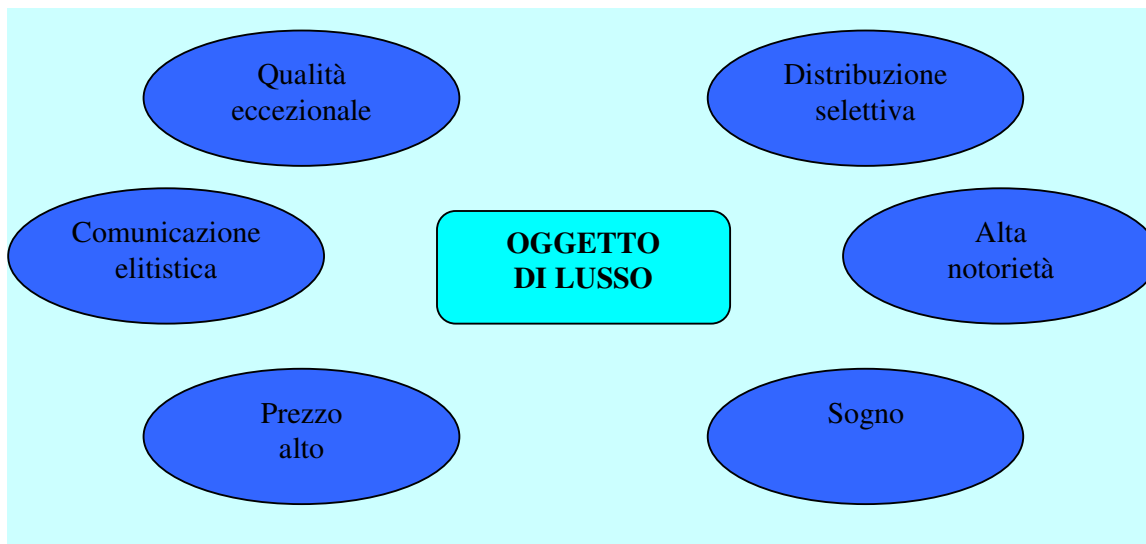 Qualità
eccezionale
Distribuzione
selettiva
Comunicazione
elitistica
OGGETTO
DI LUSSO
Alta
notorietà
Prezzo
alto
Sogno